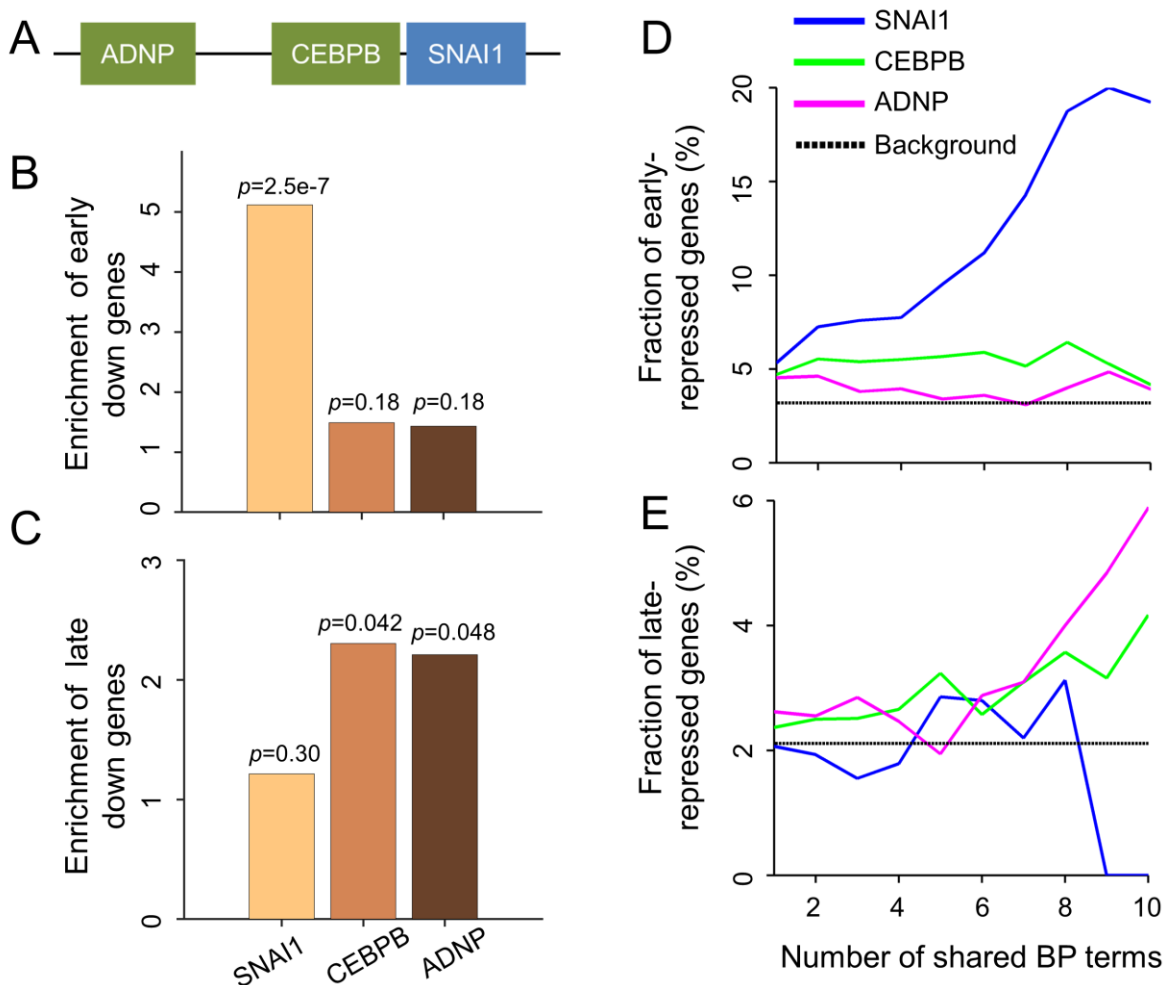 A
ADNP
CEBPB
SNAI1
B
Enrichment of early
down genes
0
1
2
3
4
5
p=2.5e-7
p=0.18
p=0.18
C
Enrichment of late
down genes
0
1
2
3
p=0.30
p=0.042
p=0.048
SNAI1
CEBPB
ADNP
D
SNAI1
CEBPB
ADNP
Background
Fraction of early-
repressed genes (%)
0
5
10
15
20
E
Fraction of late-
repressed genes (%)
0
2
4
6
2
4
6
8
10
Number of shared BP terms